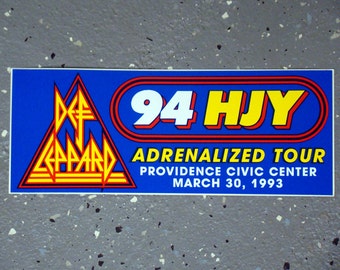 DEF
LEPPARD
94 HJY
ADRENALIZED TOUR
PROVIDENCE CIVIC CENTER
MARCH 30, 1993